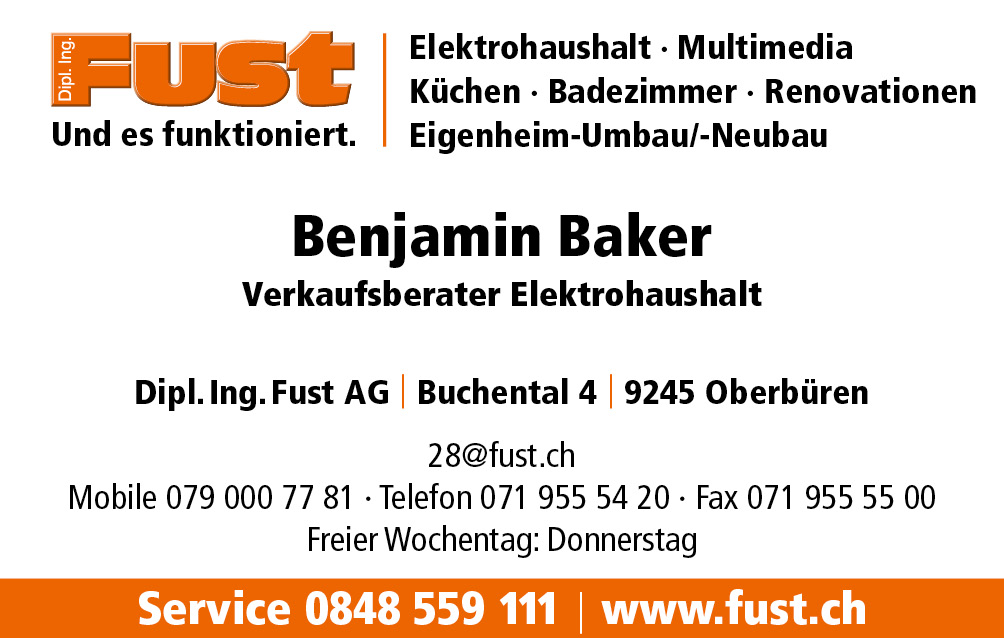 Dipl. Ing.
Fust
Und es funktioniert.
Elektrohaushalt · Multimedia
Küchen · Badezimmer · Renovationen
Eigenheim-Umbau/-Neubau
Benjamin Baker
Verkaufsberater Elektrohaushalt
Dipl. Ing. Fust AG | Buchental 4 | 9245 Oberbüren
28@fust.ch
Mobile 079 000 77 81 · Telefon 071 955 54 20 · Fax 071 955 55 00
Freier Wochentag: Donnerstag
Service 0848 559 111 | www.fust.ch